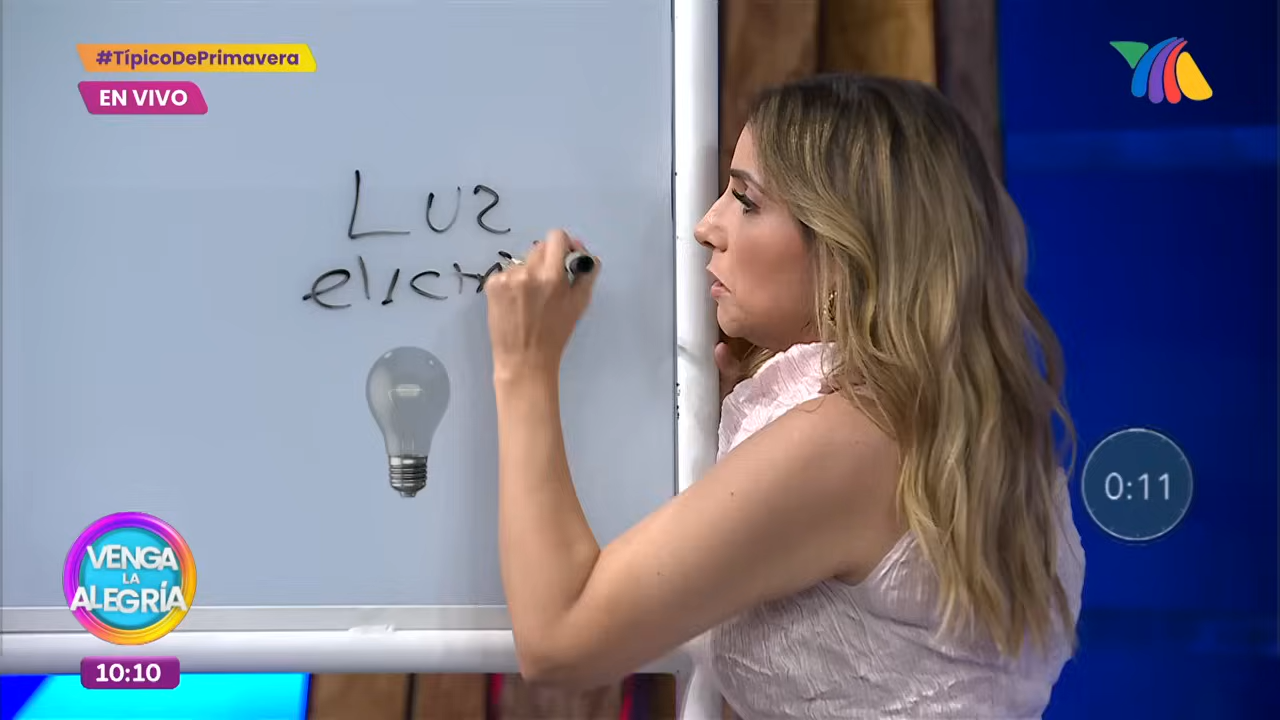 #TípicoDePrimavera
EN VIVO
Luz
0:11
VENGA
LA
ALEGRÍA
10:10